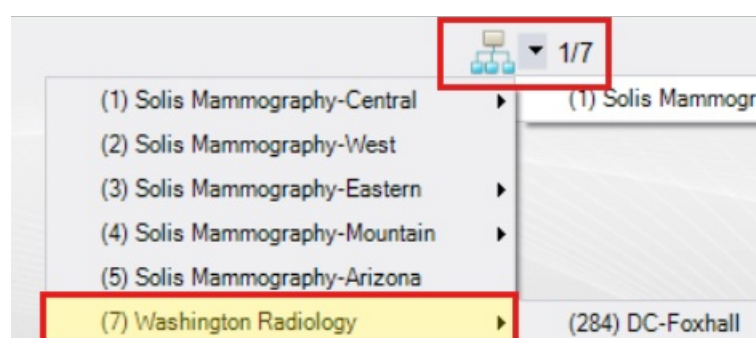 1/7
(1) Solis Mammography-Central
(1) Solis Mammogr
(2) Solis Mammography-West
(3) Solis Mammography-Eastern
(4) Solis Mammography-Mountain
(5) Solis Mammography-Arizona
(7) Washington Radiology
(284) DC-Foxhall